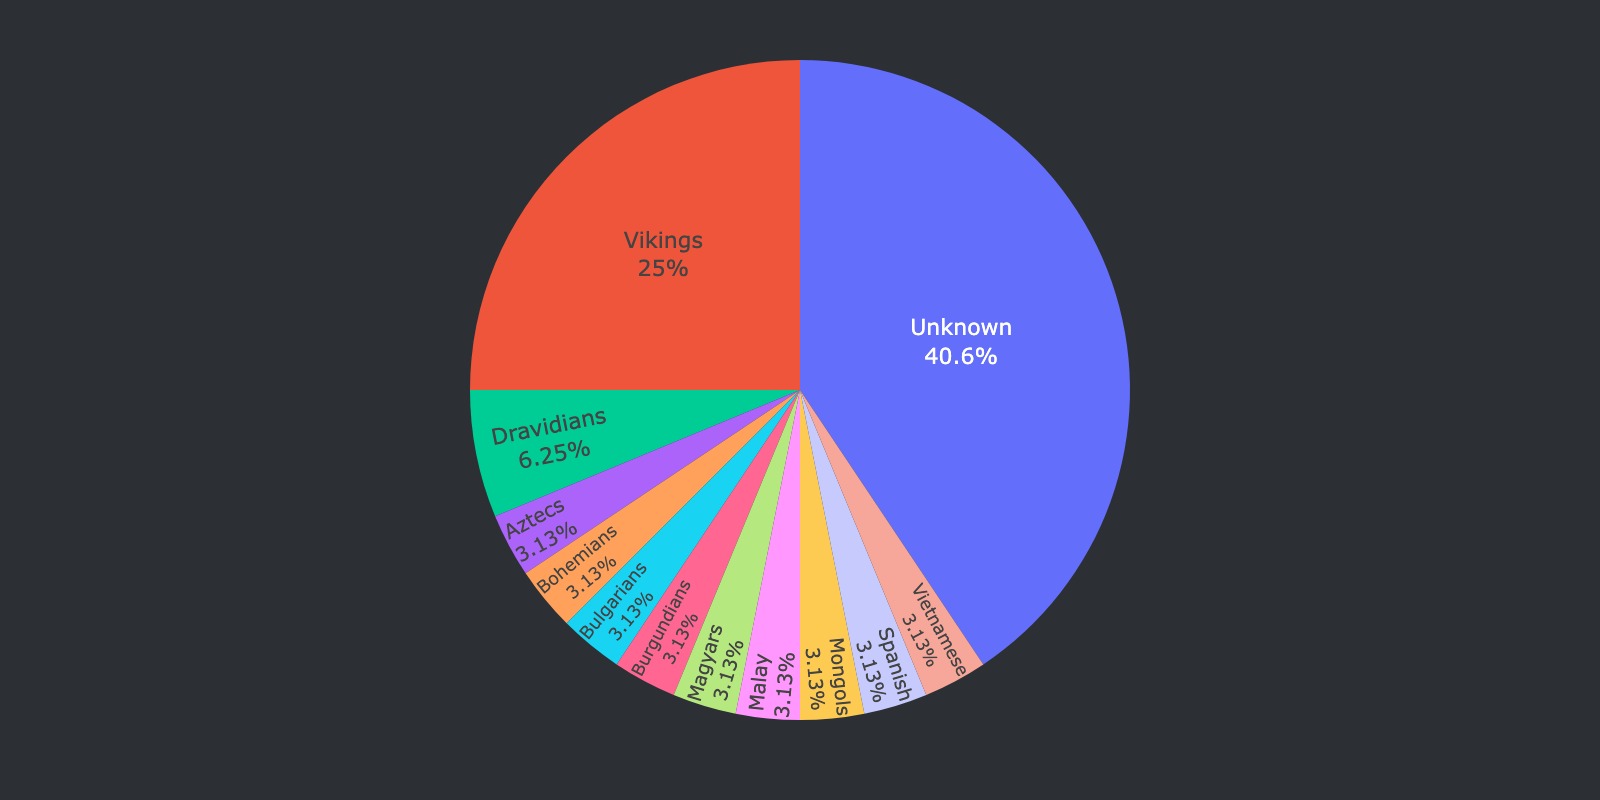 Vikings
25%
Unknown
40.6%
Dravidians
6.25%
Aztecs
3.13%
Bohemians
3.13%
Bulgarians
3.13%
Burgundians
3.13%
Magyars
3.13%
Malay
3.13%
Mongols
3.13%
Spanish
3.13%
Vietnamese
3.13%